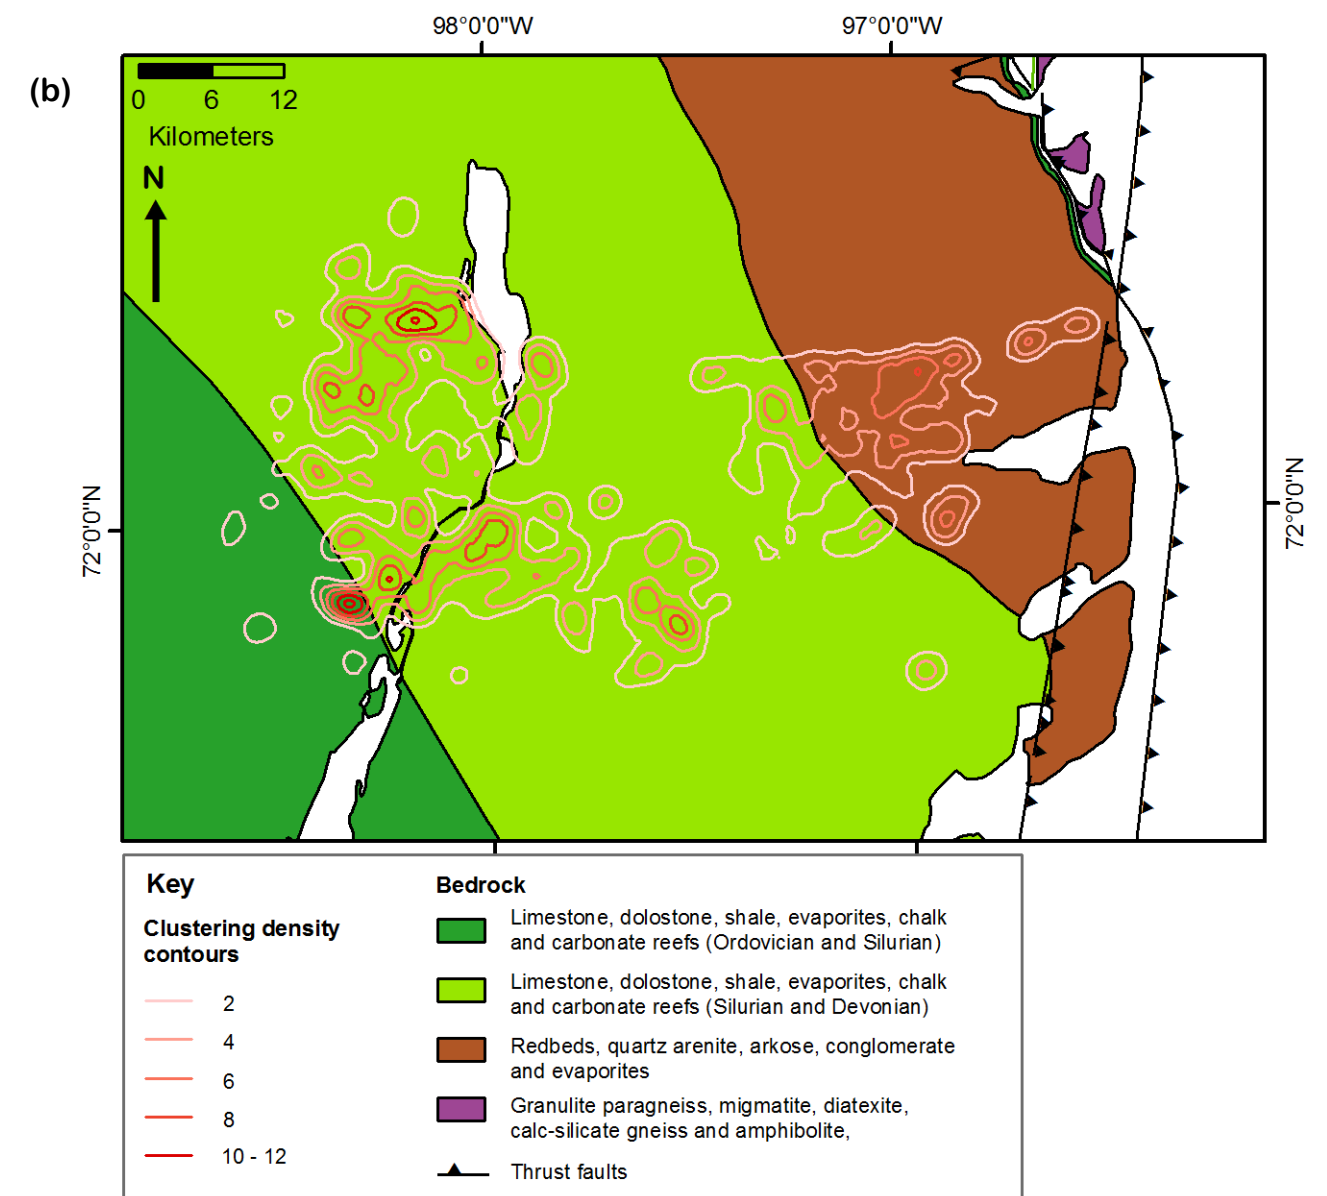 98°0'0"W 97°0'0"W
(b)
0 6 12
Kilometers
N
72°0'0"N
72°0'0"N
Key
Clustering density
contours
2
4
6
8
10 - 12
Bedrock
Limestone, dolostone, shale, evaporites, chalk
and carbonate reefs (Ordovician and Silurian)
Limestone, dolostone, shale, evaporites, chalk
and carbonate reefs (Silurian and Devonian)
Redbeds, quartz arenite, arkose, conglomerate
and evaporites
Granulite paragneiss, migmatite, diatexite,
calc-silicate gneiss and amphibolite,
Thrust faults